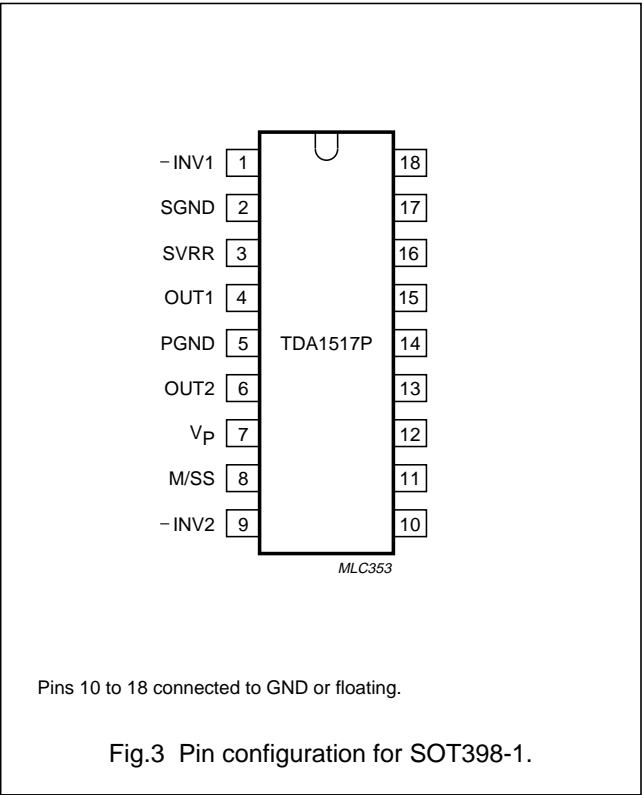 −INV1 1 18
SGND 2 17
SVRR 3 16
OUT1 4 15
PGND 5 TDA1517P 14
OUT2 6 13
VP 7 12
M/SS 8 11
−INV2 9 10
MLC353
Pins 10 to 18 connected to GND or floating.
Fig.3 Pin configuration for SOT398-1.